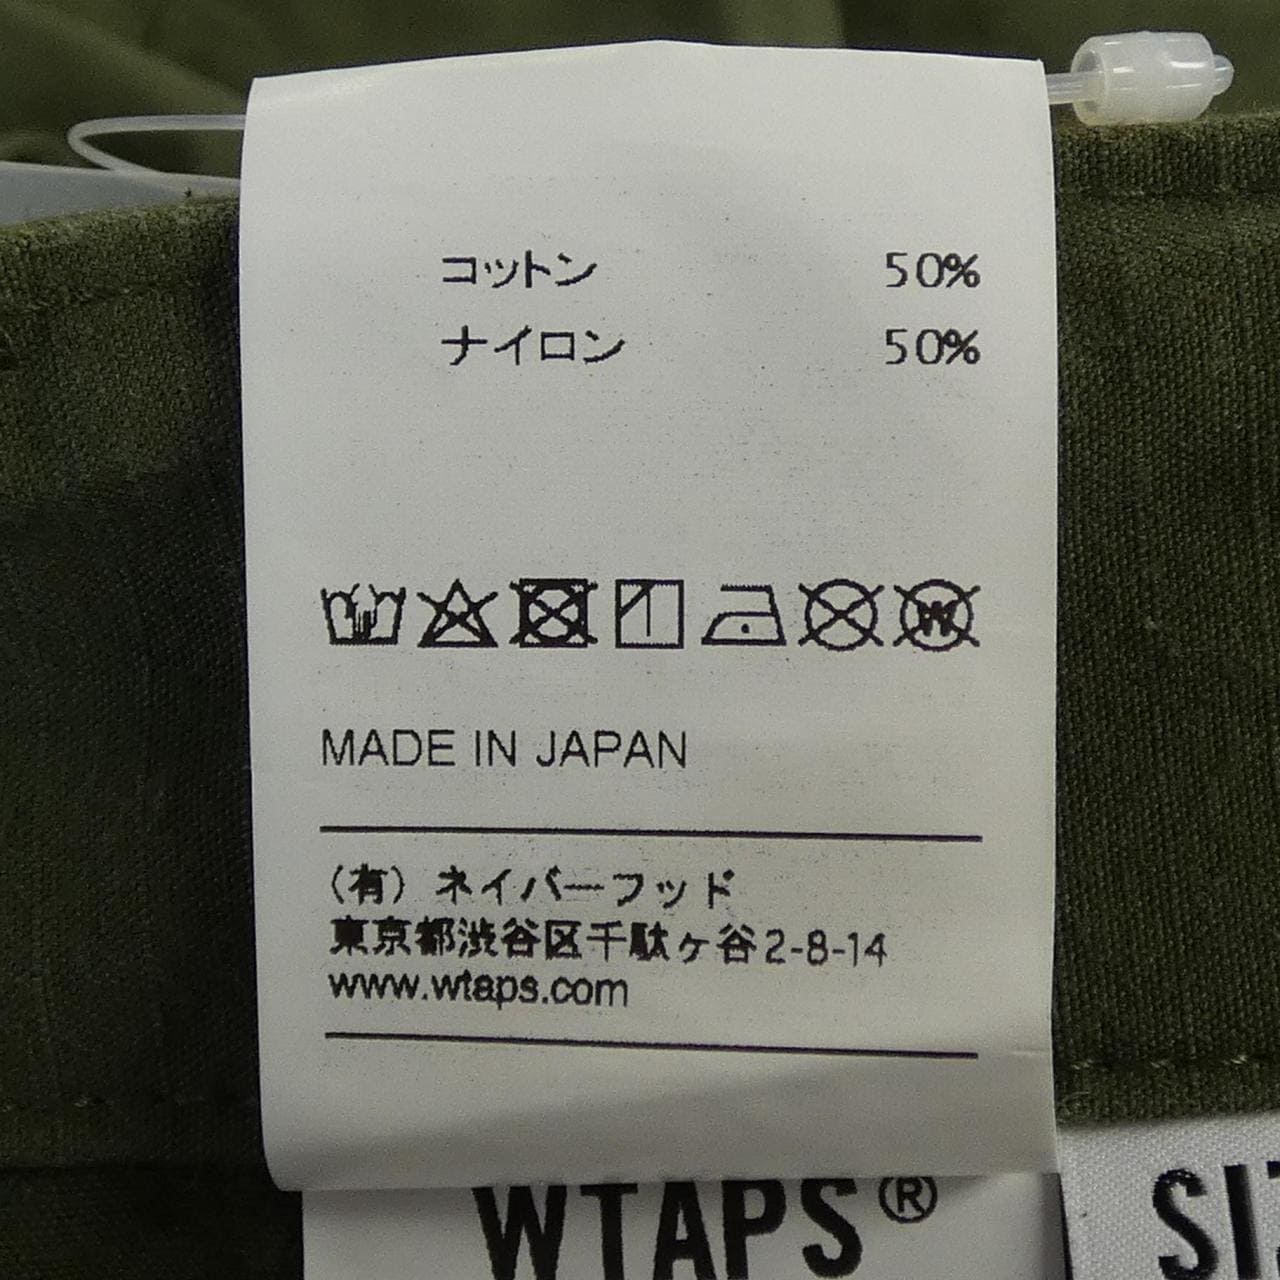 コットン 50%
ナイロン 50%
W
MADE IN JAPAN
(有) ネイバーフッド
東京都渋谷区千駄ヶ谷2-8-14
www.wtaps.com
WTAPS®